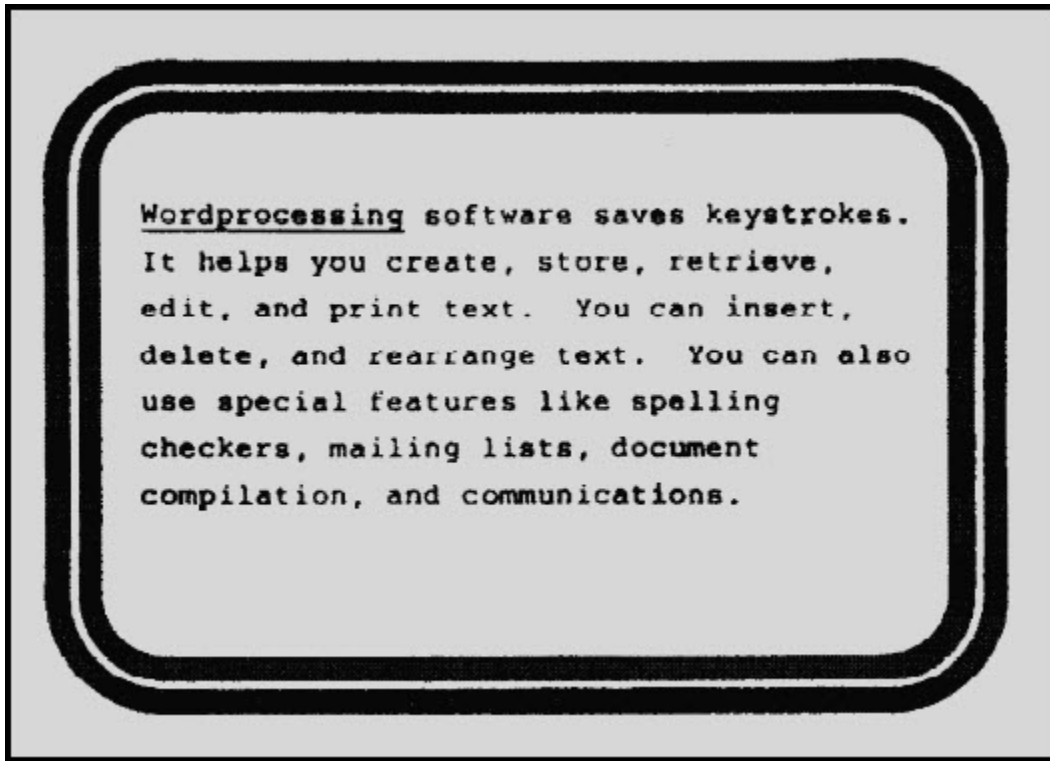 Wordprocessing software saves keystrokes.
It helps you create, store, retrieve,
edit, and print text.  You can insert,
delete, and rearrange text.  You can also
use special features like spelling
checkers, mailing lists, document
compilation, and communications.